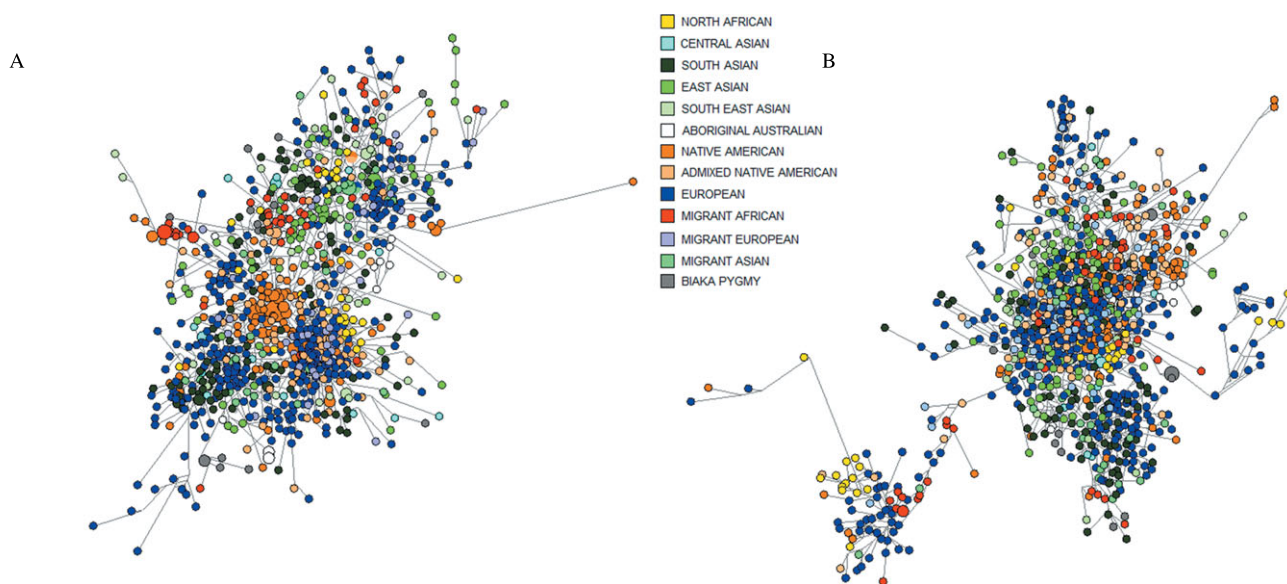 A
NORTH AFRICAN
CENTRAL ASIAN
SOUTH ASIAN
EAST ASIAN
SOUTH EAST ASIAN
ABORIGINAL AUSTRALIAN
NATIVE AMERICAN
ADMIXED NATIVE AMERICAN
EUROPEAN
MIGRANT AFRICAN
MIGRANT EUROPEAN
MIGRANT ASIAN
BIAKA PYGMY
B